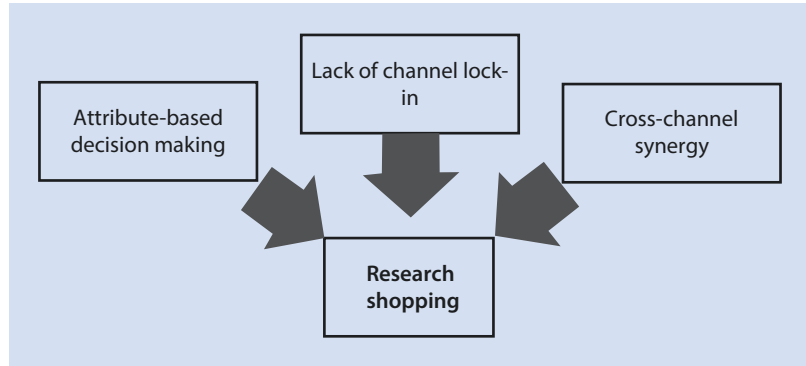 Lack of channel lock-
in
Attribute-based
decision making
Cross-channel
synergy
Research
shopping